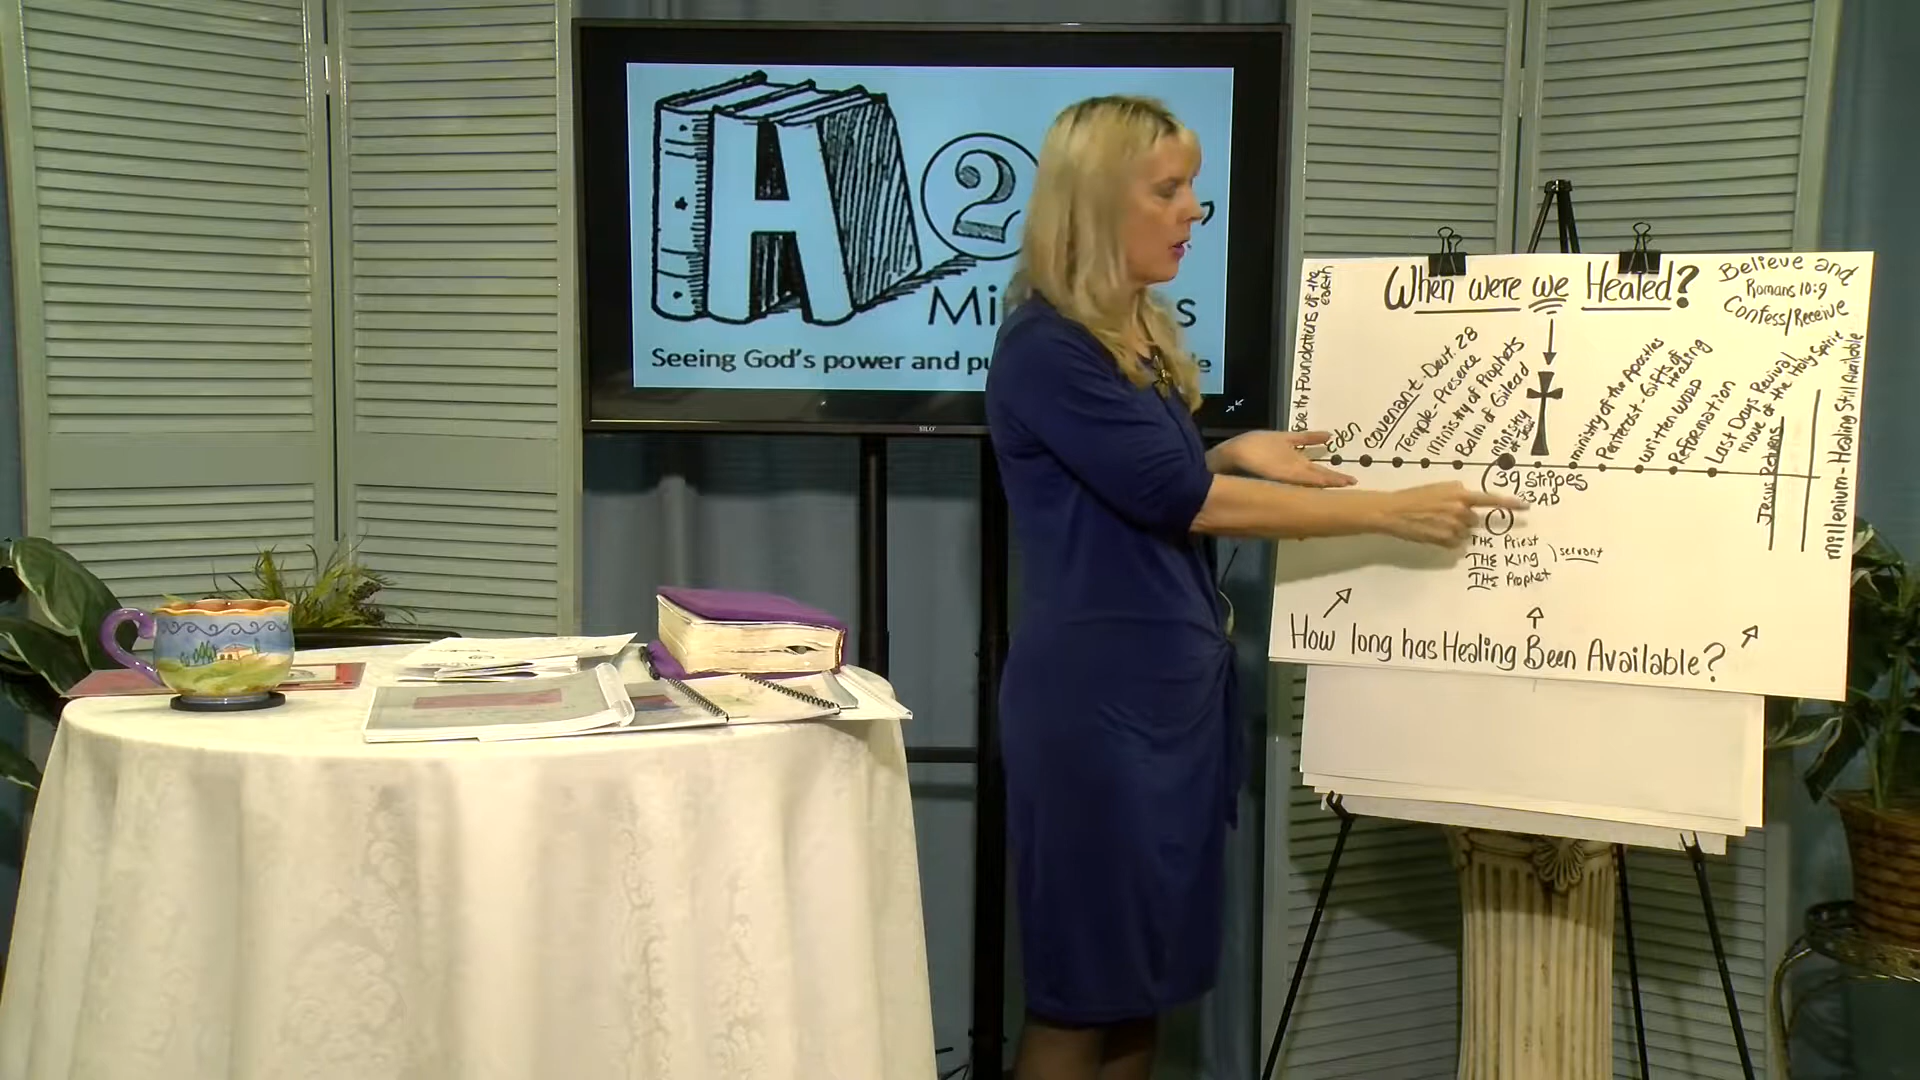 A
2
Seeing God's power and pu
SILO
When were we Healed?
Believe and
Romans 10:9
Confess/Receive
Foundations of the
earth
Eden
Covenant - Deut. 28
Temple - Presence
Ministry of Prophets
Balm of Gilead
ministry
of Jesus
ministry of the Apostles
Pentecost - Gifts of
Healing
written WORD
Reformation
Last Days Revival
move of the Holy Spirit
Jesus Returns
Millenium - Healing Still Available
39 Stripes
33 AD
THE Priest
THE King
THE Prophet
servant
How long has Healing Been Available?